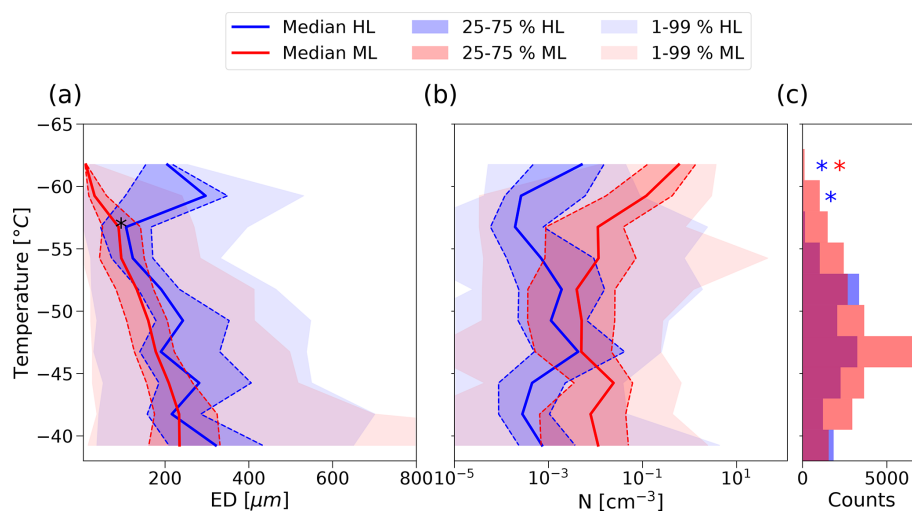 Median HL 25-75 % HL 1-99 % HL
Median ML 25-75 % ML 1-99 % ML
(a) (b) (c)
Temperature [°C]
−65
−60
−55
−50
−45
−40
*
* *
*
200 400 600 800
ED [μm]
10⁻⁵ 10⁻³ 10⁻¹ 10¹
N [cm⁻³]
0 5000
Counts